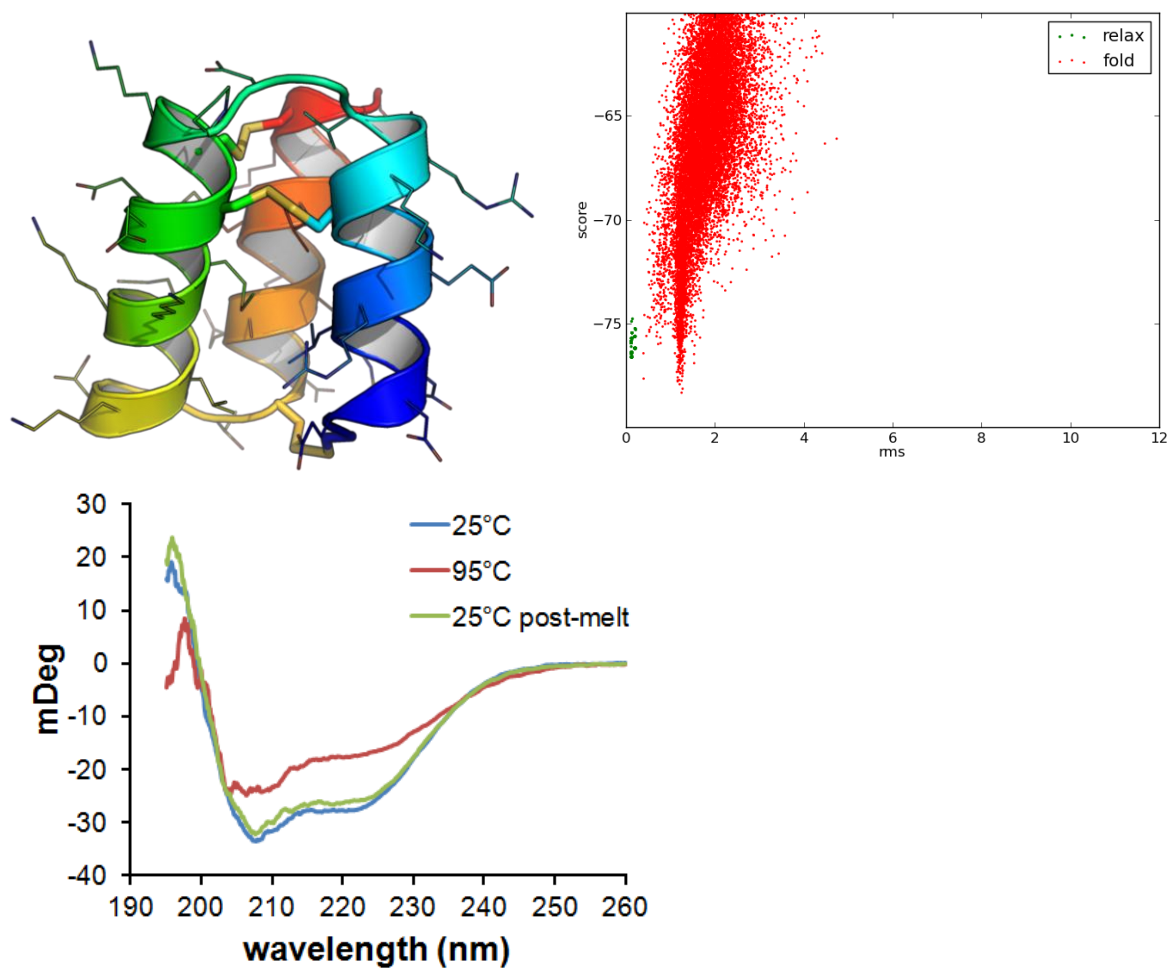 relax
fold
−65
−70
−75
score
0 2 4 6 8 10 12
rms
30
20
10
0
-10
-20
-30
-40
mDeg
25°C
95°C
25°C post-melt
190 200 210 220 230 240 250 260
wavelength (nm)